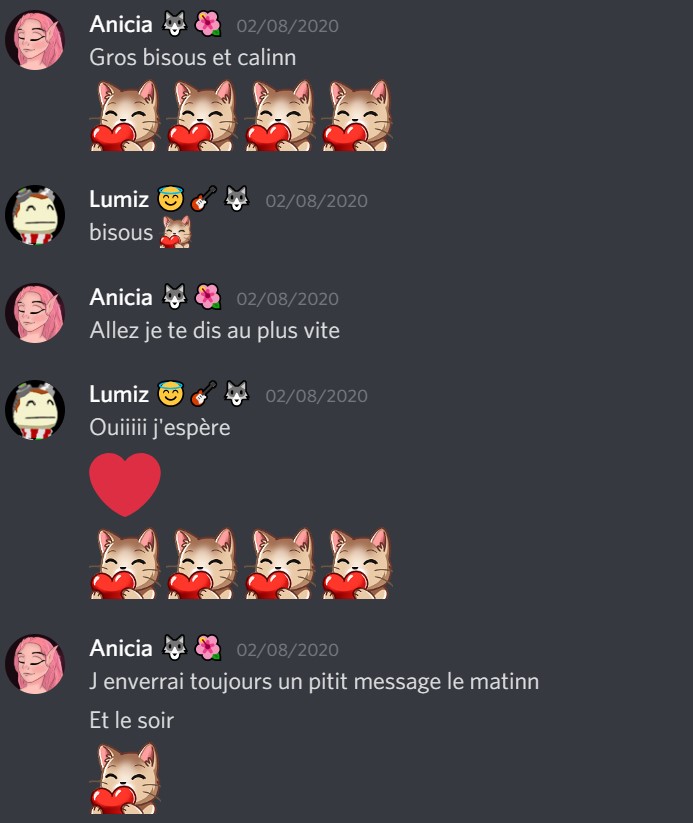 Anicia 🐺 🌺 02/08/2020
Gros bisous et calinn
Lumiz 😇 🎸 🐺 02/08/2020
bisous
Anicia 🐺 🌺 02/08/2020
Allez je te dis au plus vite
Lumiz 😇 🎸 🐺 02/08/2020
Ouiiiii j'espère
❤️
Anicia 🐺 🌺 02/08/2020
J enverrai toujours un pitit message le matinn
Et le soir